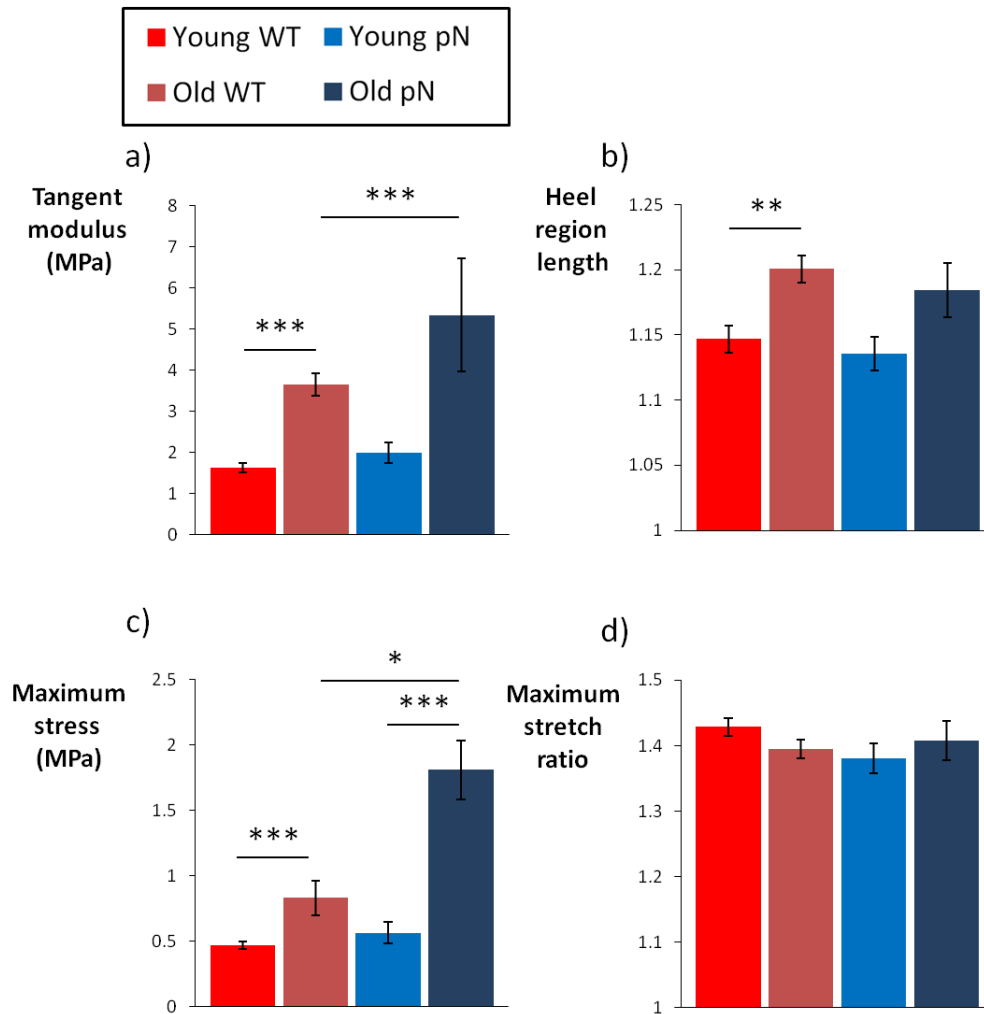 Young WT Young pN
Old WT Old pN
a)
Tangent
modulus
(MPa)
8
7
6
5
4
3
2
1
0
***
***
b)
Heel
region
length
1.25
1.2
1.15
1.1
1.05
1
**
c)
Maximum
stress
(MPa)
2.5
2
1.5
1
0.5
0
*
***
***
d)
Maximum
stretch
ratio
1.5
1.4
1.3
1.2
1.1
1